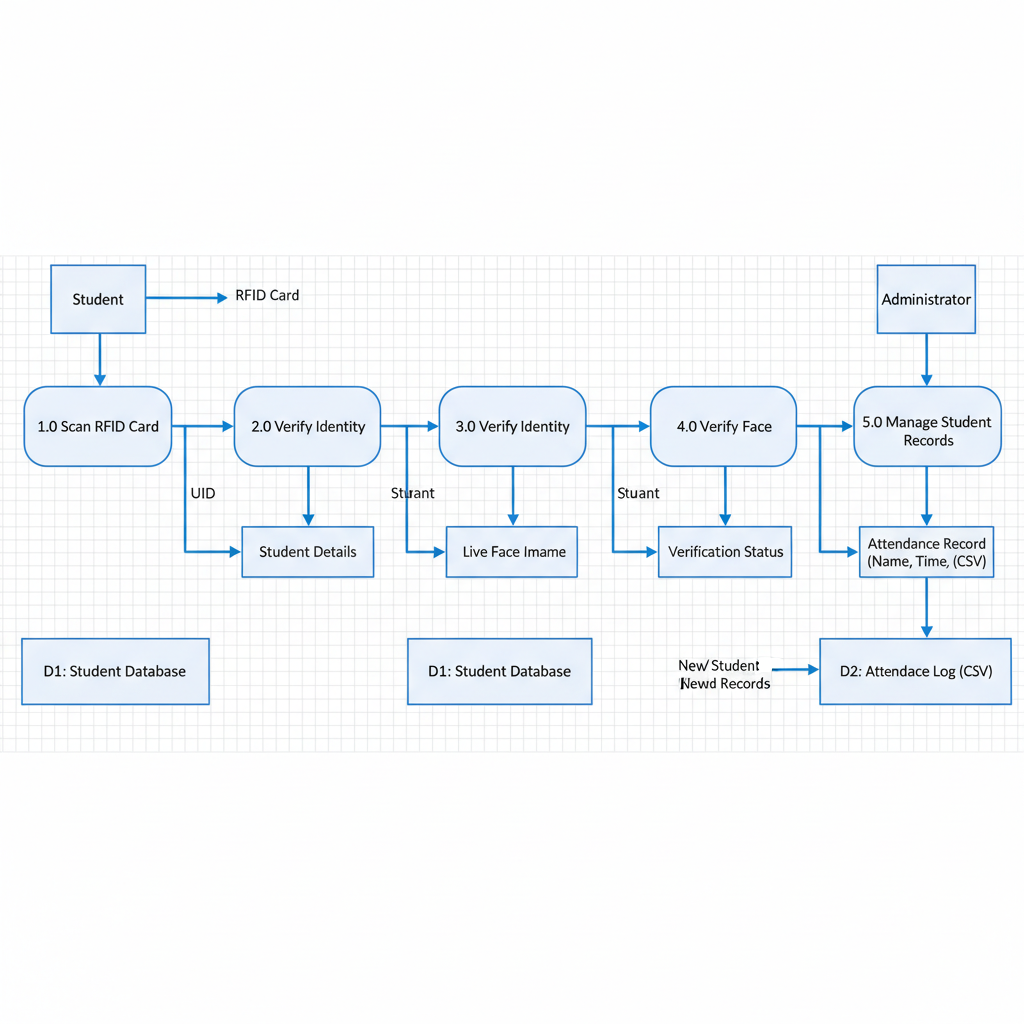 Student
RFID Card
Administrator
1.0 Scan RFID Card
2.0 Verify Identity
3.0 Verify Identity
4.0 Verify Face
5.0 Manage Student
Records
UID
Stuant
Stuant
Student Details
Live Face Imame
Verification Status
Attendance Record
(Name, Time, (CSV)
D1: Student Database
D1: Student Database
New Student
Records
D2: Attendace Log (CSV)